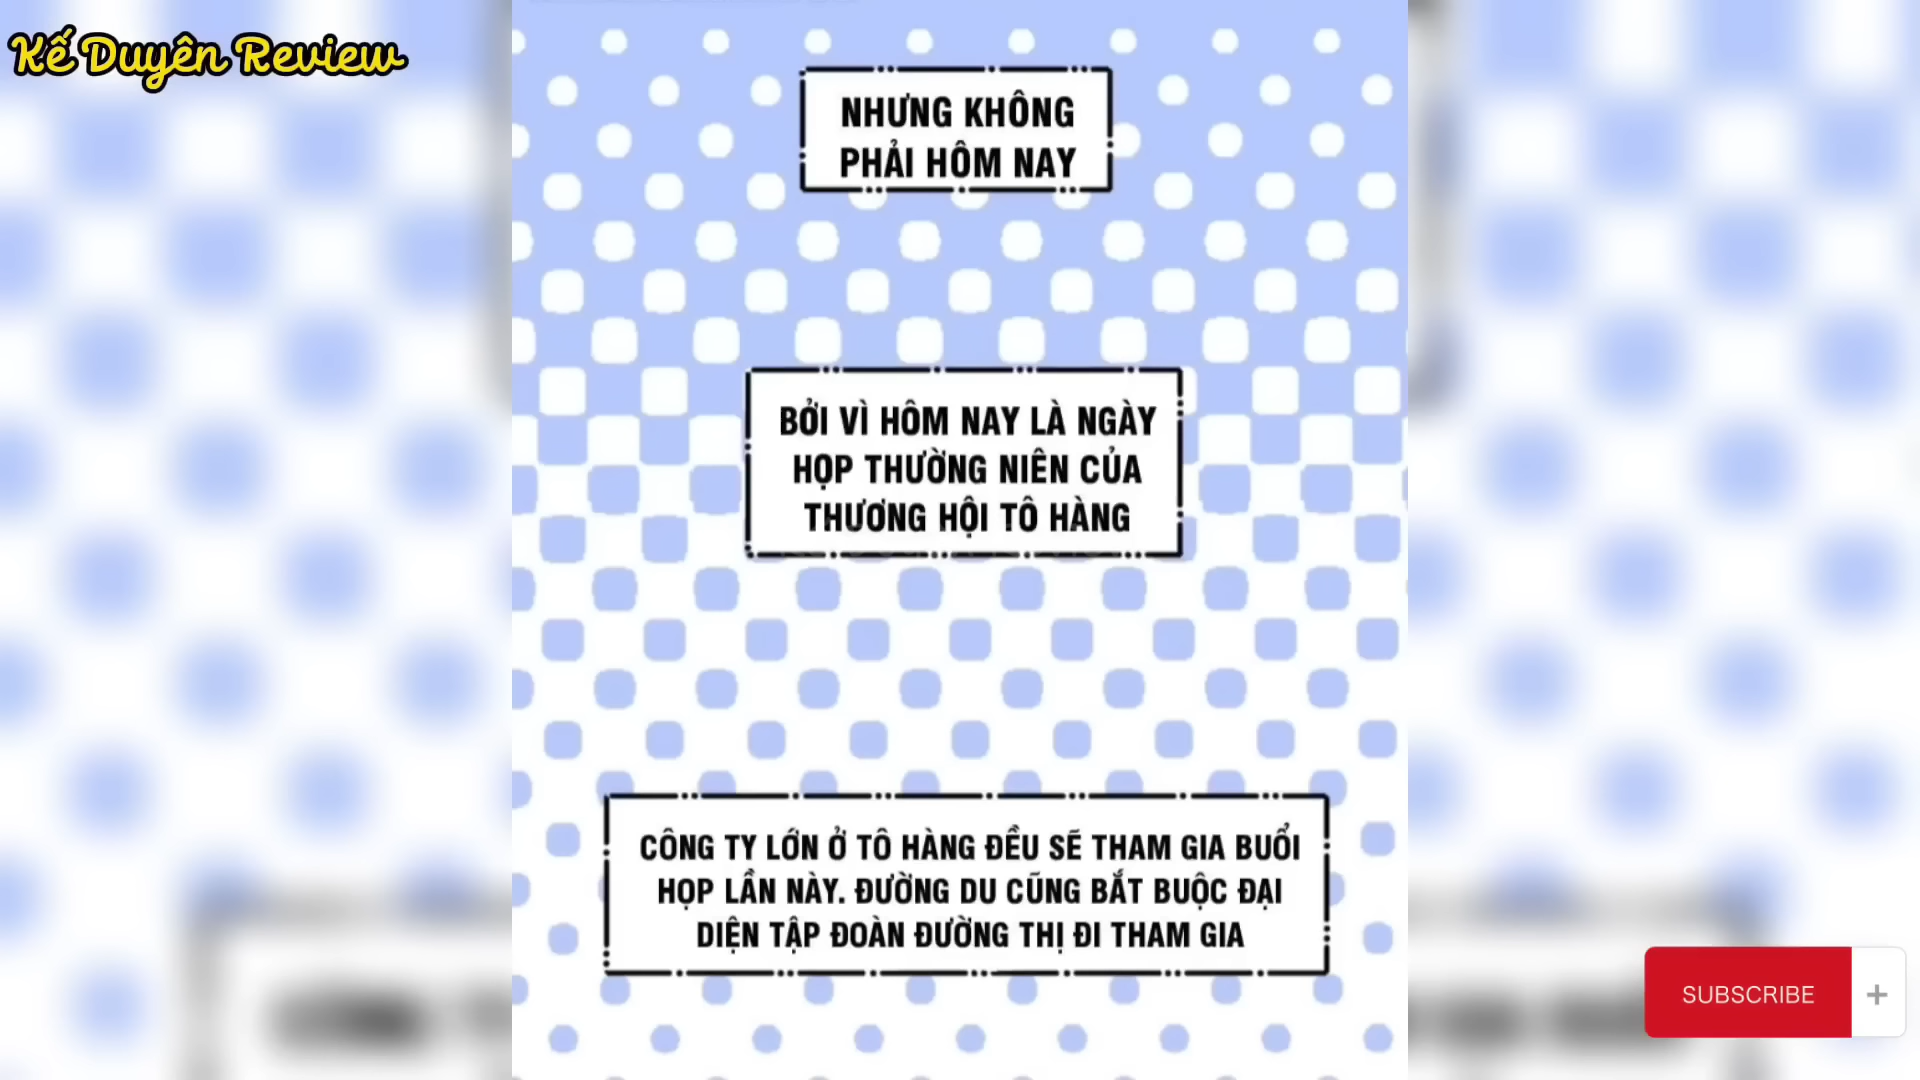 Kế Duyên Review
NHƯNG KHÔNG
PHẢI HÔM NAY
BỞI VÌ HÔM NAY LÀ NGÀY
HỌP THƯỜNG NIÊN CỦA
THƯƠNG HỘI TÔ HÀNG
CÔNG TY LỚN Ở TÔ HÀNG ĐỀU SẼ THAM GIA BUỔI
HỌP LẦN NÀY. ĐƯỜNG DU CŨNG BẮT BUỘC ĐẠI
DIỆN TẬP ĐOÀN ĐƯỜNG THỊ ĐI THAM GIA
SUBSCRIBE +